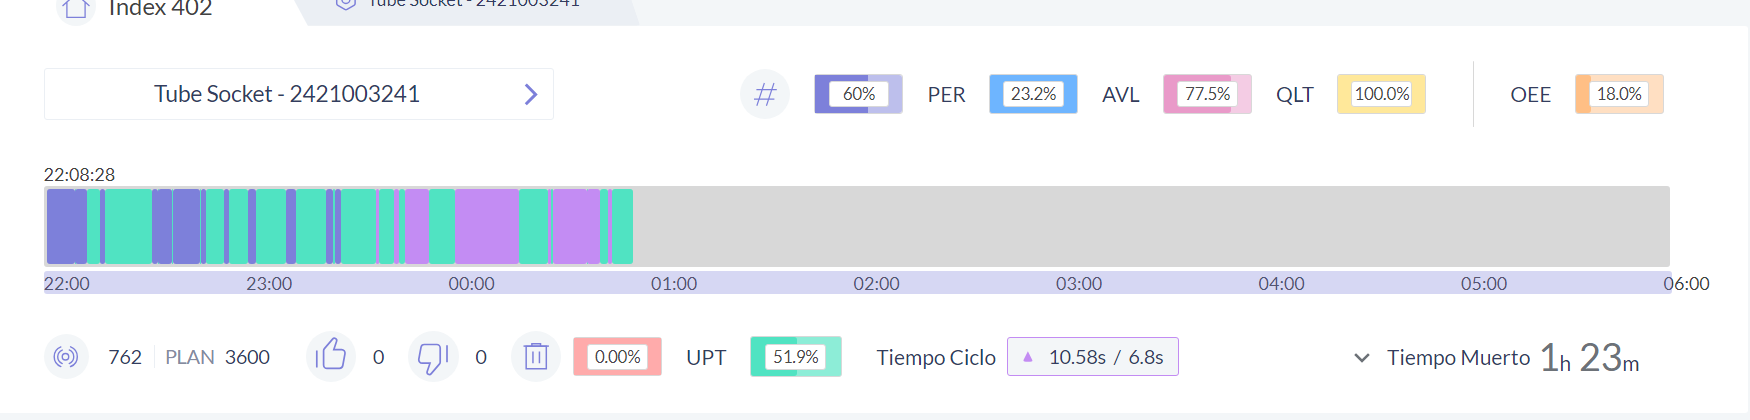 Index 402
Tube Socket - 2421003241
Tube Socket - 2421003241
60% PER 23.2% AVL 77.5% QLT 100.0% OEE 18.0%
22:08:28
22:00 23:00 00:00 01:00 02:00 03:00 04:00 05:00 06:00
762 PLAN 3600 0 0 0.00% UPT 51.9% Tiempo Ciclo 10.58s / 6.8s Tiempo Muerto 1h 23m